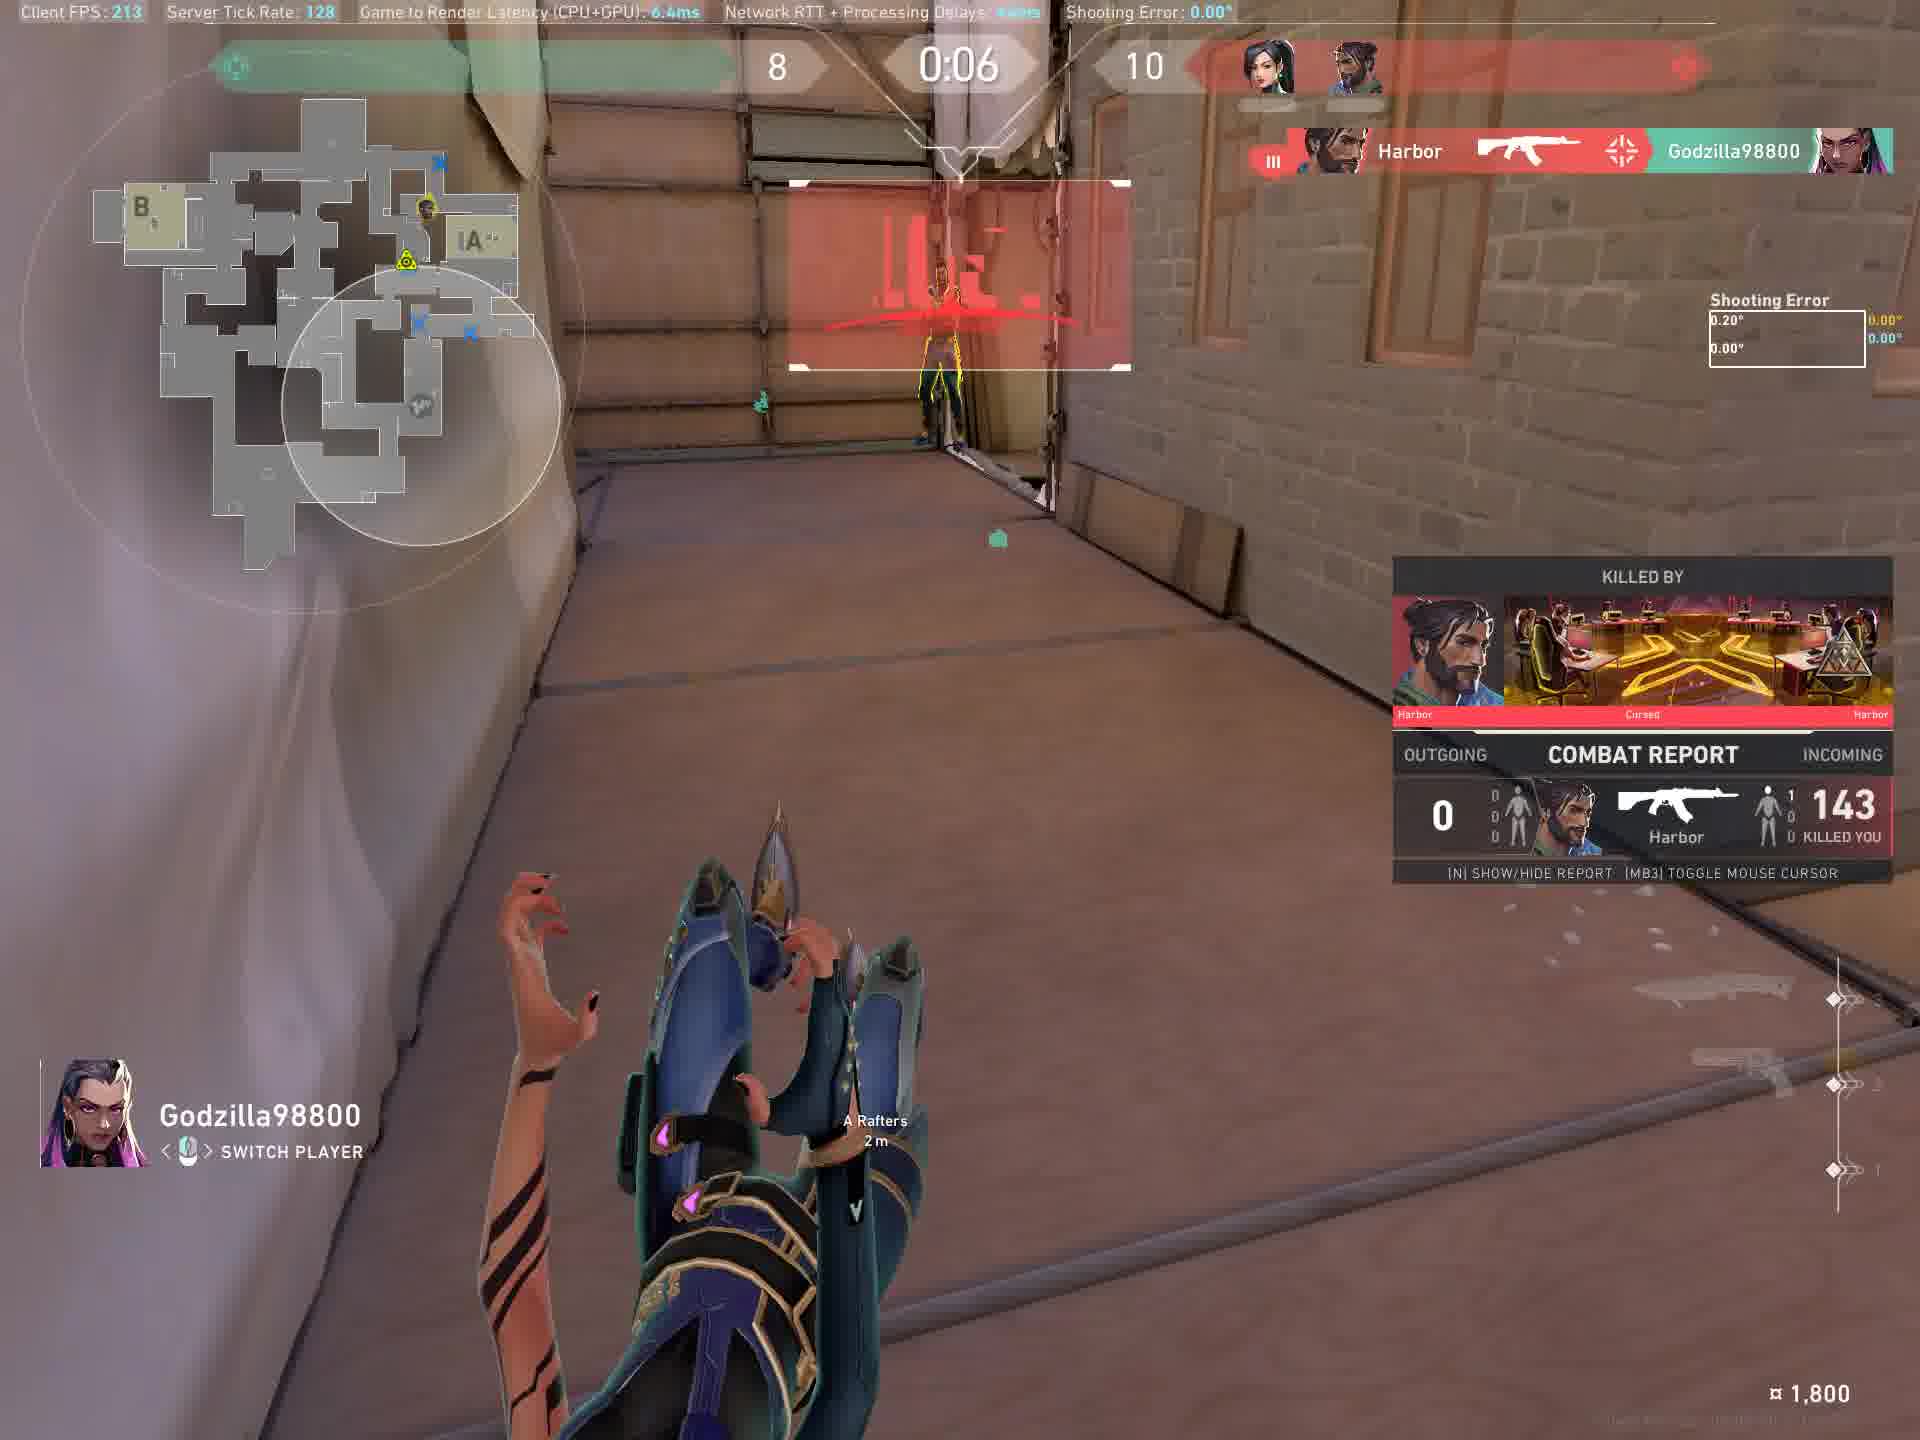 Client FPS: 213 Server Tick Rate: 128 Game to Render Latency (CPU+GPU): 6.4ms Network RTT + Processing Delays: Shooting Error: 0.00°
8 0:06 10
Harbor Godzilla98800
B
A
Shooting Error
0.20° 0.00°
0.00°
0.00°
KILLED BY
Harbor Cursed Harbor
OUTGOING COMBAT REPORT INCOMING
0 0 0 0 Harbor 1 0 0 143 KILLED YOU
[N] SHOW/HIDE REPORT [MB3] TOGGLE MOUSE CURSOR
Godzilla98800
< > SWITCH PLAYER
A Rafters
2 m
2
1
¤ 1,800